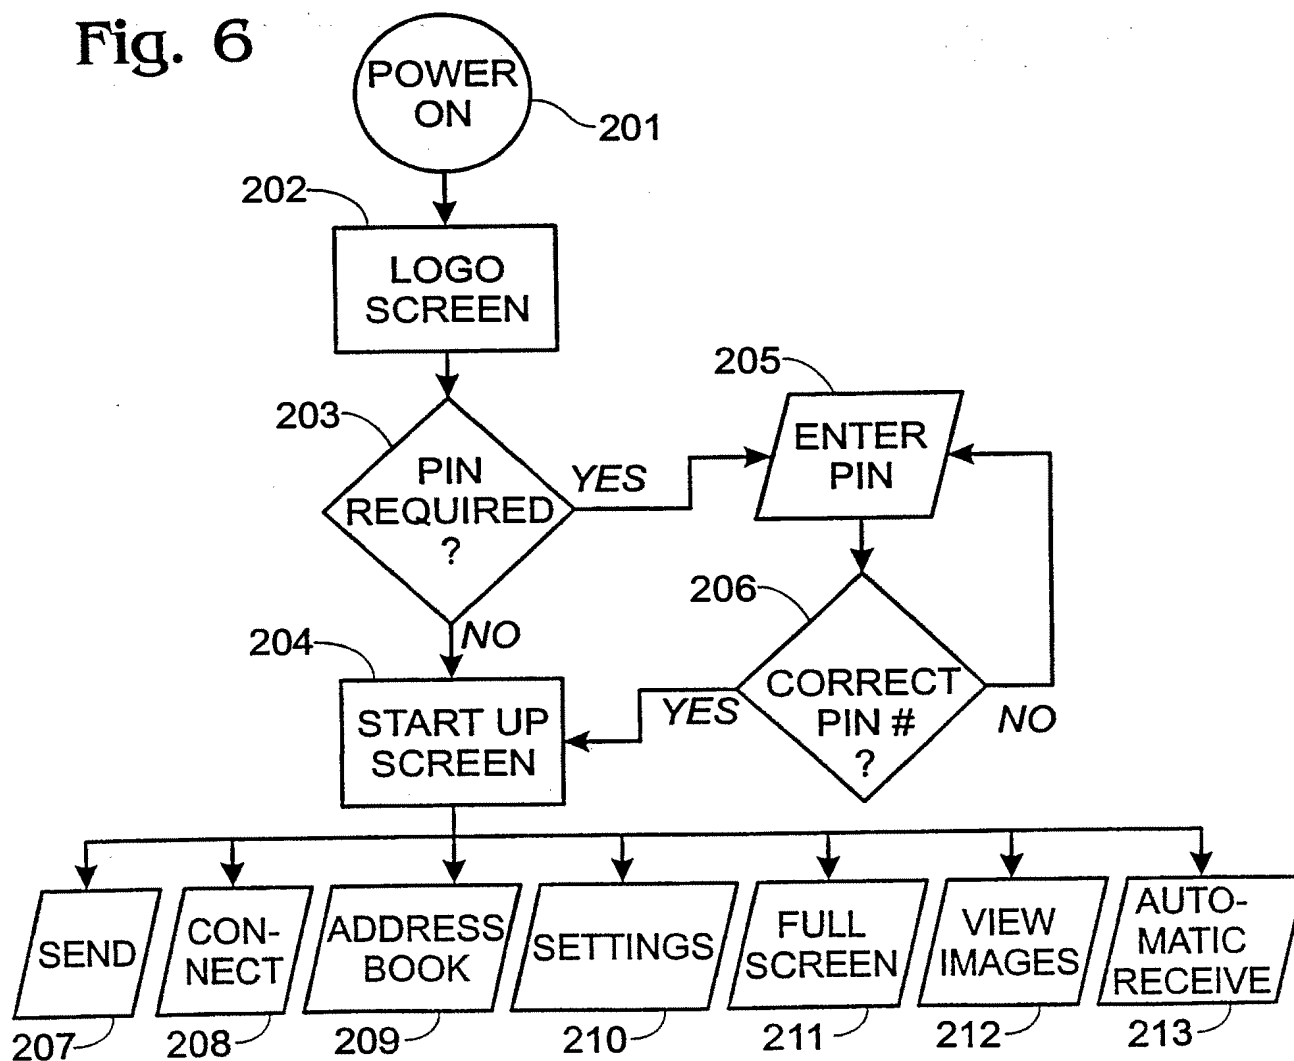 Fig. 6
POWER
ON
201
202
LOGO
SCREEN
203
PIN
REQUIRED
?
YES
NO
205
ENTER
PIN
206
CORRECT
PIN #
?
YES
NO
204
START UP
SCREEN
SEND
207
CON-
NECT
208
ADDRESS
BOOK
209
SETTINGS
210
FULL
SCREEN
211
VIEW
IMAGES
212
AUTO-
MATIC
RECEIVE
213